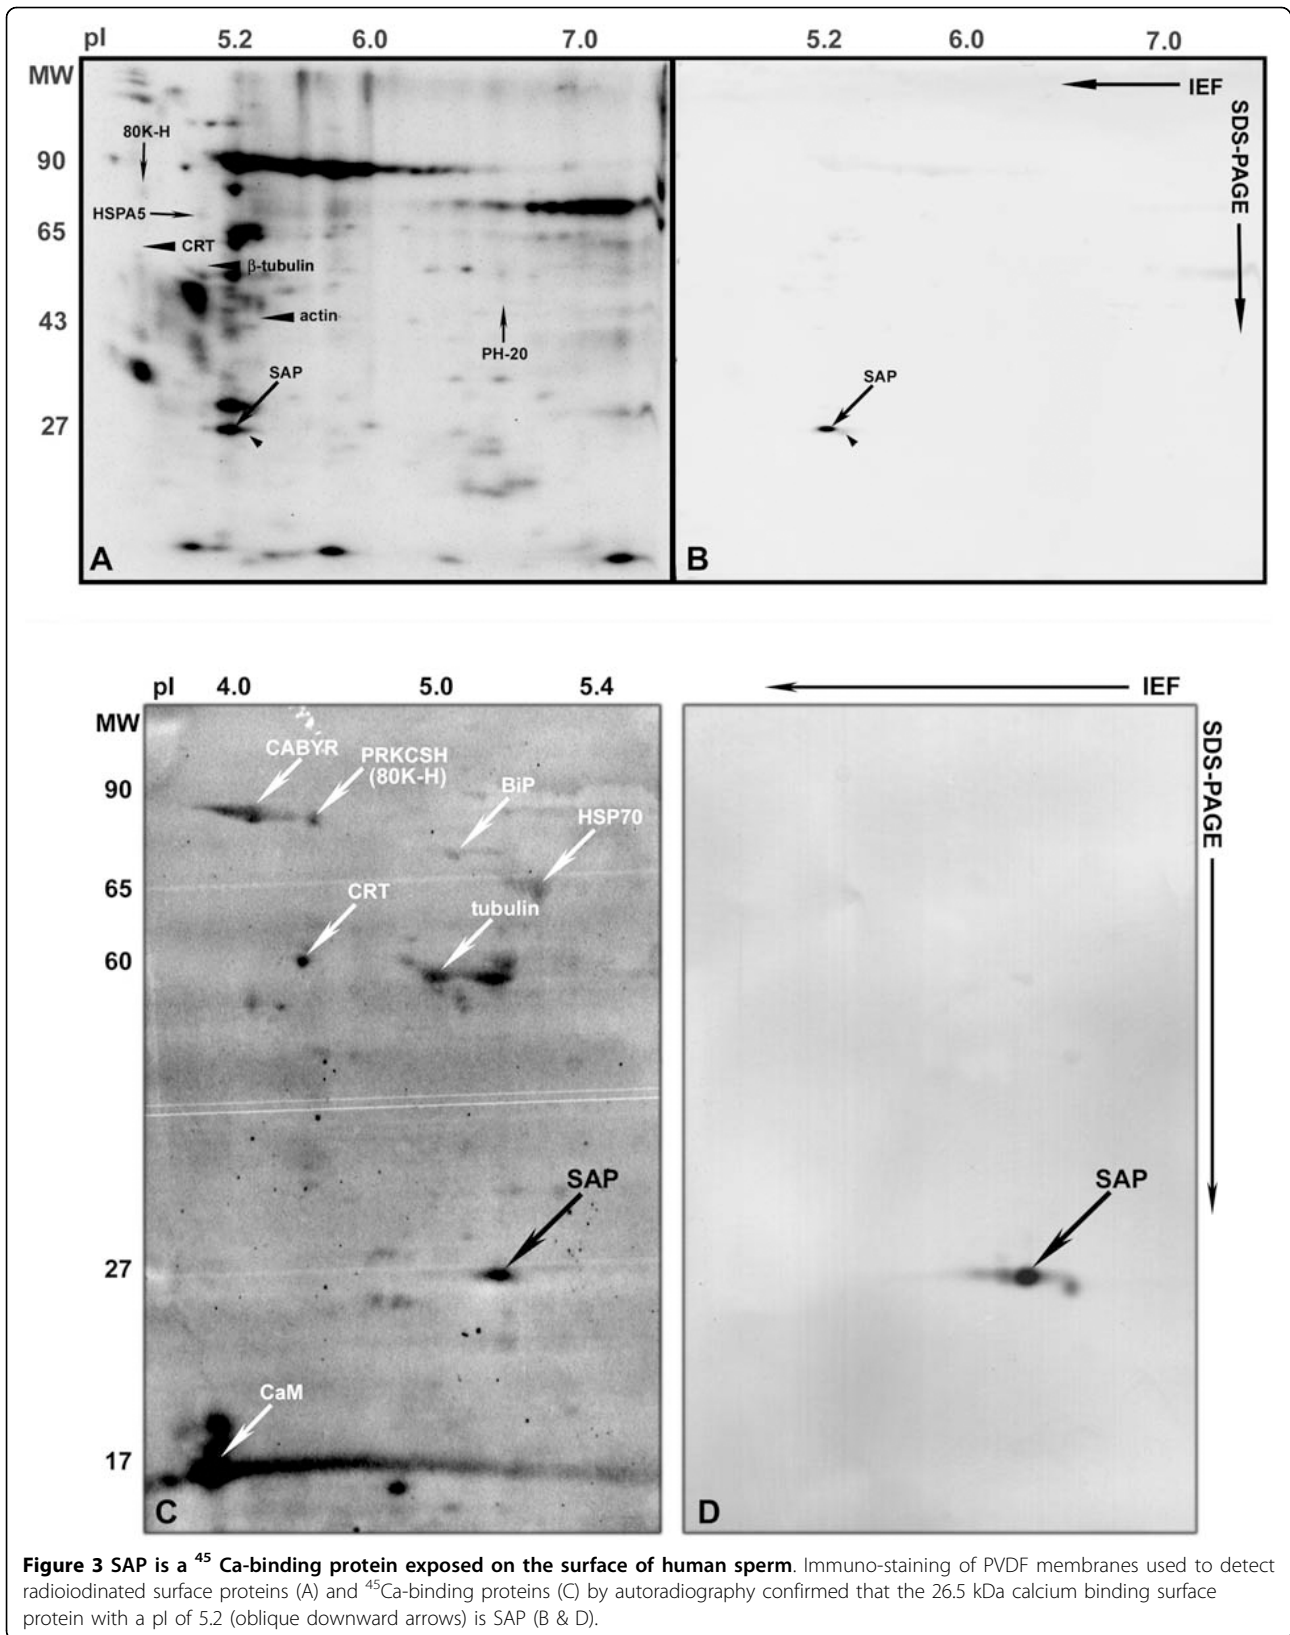 pI 5.2 6.0 7.0 5.2 6.0 7.0
MW
IEF
80K-H
SDS-PAGE
90
HSPA5
65
CRT
β-tubulin
actin
43
PH-20
SAP
SAP
27
A
B
pI 4.0 5.0 5.4
IEF
MW
SDS-PAGE
CABYR
PRKCSH
(80K-H)
90
BiP
HSP70
65
CRT
tubulin
60
SAP
SAP
27
CaM
17
C
D
Figure 3 SAP is a 45 Ca-binding protein exposed on the surface of human sperm. Immuno-staining of PVDF membranes used to detect
radioiodinated surface proteins (A) and 45Ca-binding proteins (C) by autoradiography confirmed that the 26.5 kDa calcium binding surface
protein with a pI of 5.2 (oblique downward arrows) is SAP (B & D).